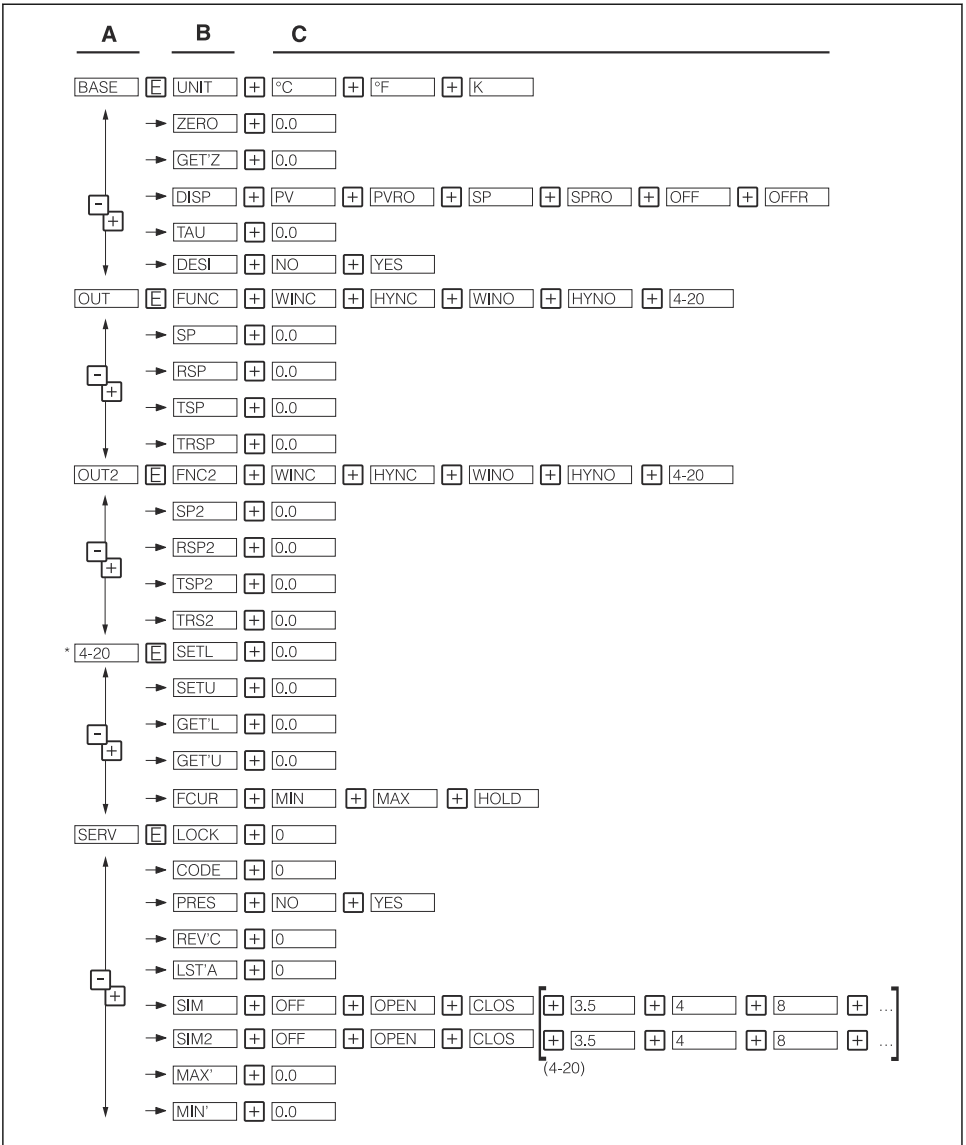 A B C
BASE E UNIT + °C + °F + K
ZERO + 0.0
GET'Z + 0.0
DISP + PV + PVRO + SP + SPRO + OFF + OFFR
- +
TAU + 0.0
DESI + NO + YES
OUT E FUNC + WINC + HYNC + WINO + HYNO + 4-20
SP + 0.0
RSP + 0.0
- +
TSP + 0.0
TRSP + 0.0
OUT2 E FNC2 + WINC + HYNC + WINO + HYNO + 4-20
SP2 + 0.0
RSP2 + 0.0
- +
TSP2 + 0.0
TRS2 + 0.0
* 4-20 E SETL + 0.0
SETU + 0.0
GET'L + 0.0
- +
GET'U + 0.0
FCUR + MIN + MAX + HOLD
SERV E LOCK + 0
CODE + 0
PRES + NO + YES
REV'C + 0
LST'A + 0
- +
SIM + OFF + OPEN + CLOS + 3.5 + 4 + 8 + ...
SIM2 + OFF + OPEN + CLOS + 3.5 + 4 + 8 + ...
(4-20)
MAX' + 0.0
MIN' + 0.0